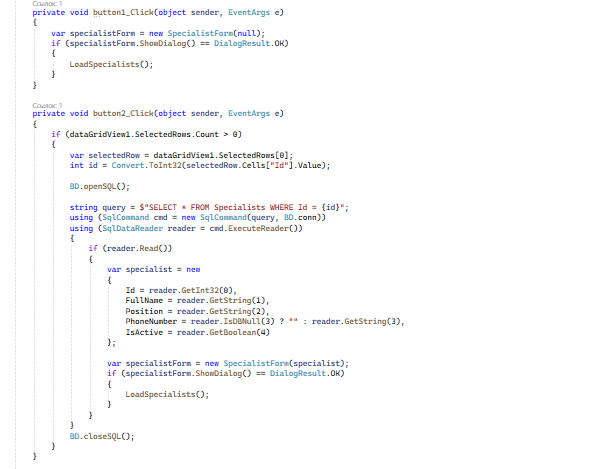 Ссылок: 1
private void button1_Click(object sender, EventArgs e)
{
    var specialistForm = new SpecialistForm(null);
    if (specialistForm.ShowDialog() == DialogResult.OK)
    {
        LoadSpecialists();
    }
}
Ссылок: 1
private void button2_Click(object sender, EventArgs e)
{
    if (dataGridView1.SelectedRows.Count > 0)
    {
        var selectedRow = dataGridView1.SelectedRows[0];
        int id = Convert.ToInt32(selectedRow.Cells["Id"].Value);
        BD.openSQL();
        string query = $"SELECT * FROM Specialists WHERE Id = {id}";
        using (SqlCommand cmd = new SqlCommand(query, BD.conn))
        using (SqlDataReader reader = cmd.ExecuteReader())
        {
            if (reader.Read())
            {
                var specialist = new
                {
                    Id = reader.GetInt32(0),
                    FullName = reader.GetString(1),
                    Position = reader.GetString(2),
                    PhoneNumber = reader.IsDBNull(3) ? "" : reader.GetString(3),
                    IsActive = reader.GetBoolean(4)
                };
                var specialistForm = new SpecialistForm(specialist);
                if (specialistForm.ShowDialog() == DialogResult.OK)
                {
                    LoadSpecialists();
                }
            }
        }
        BD.closeSQL();
    }
}